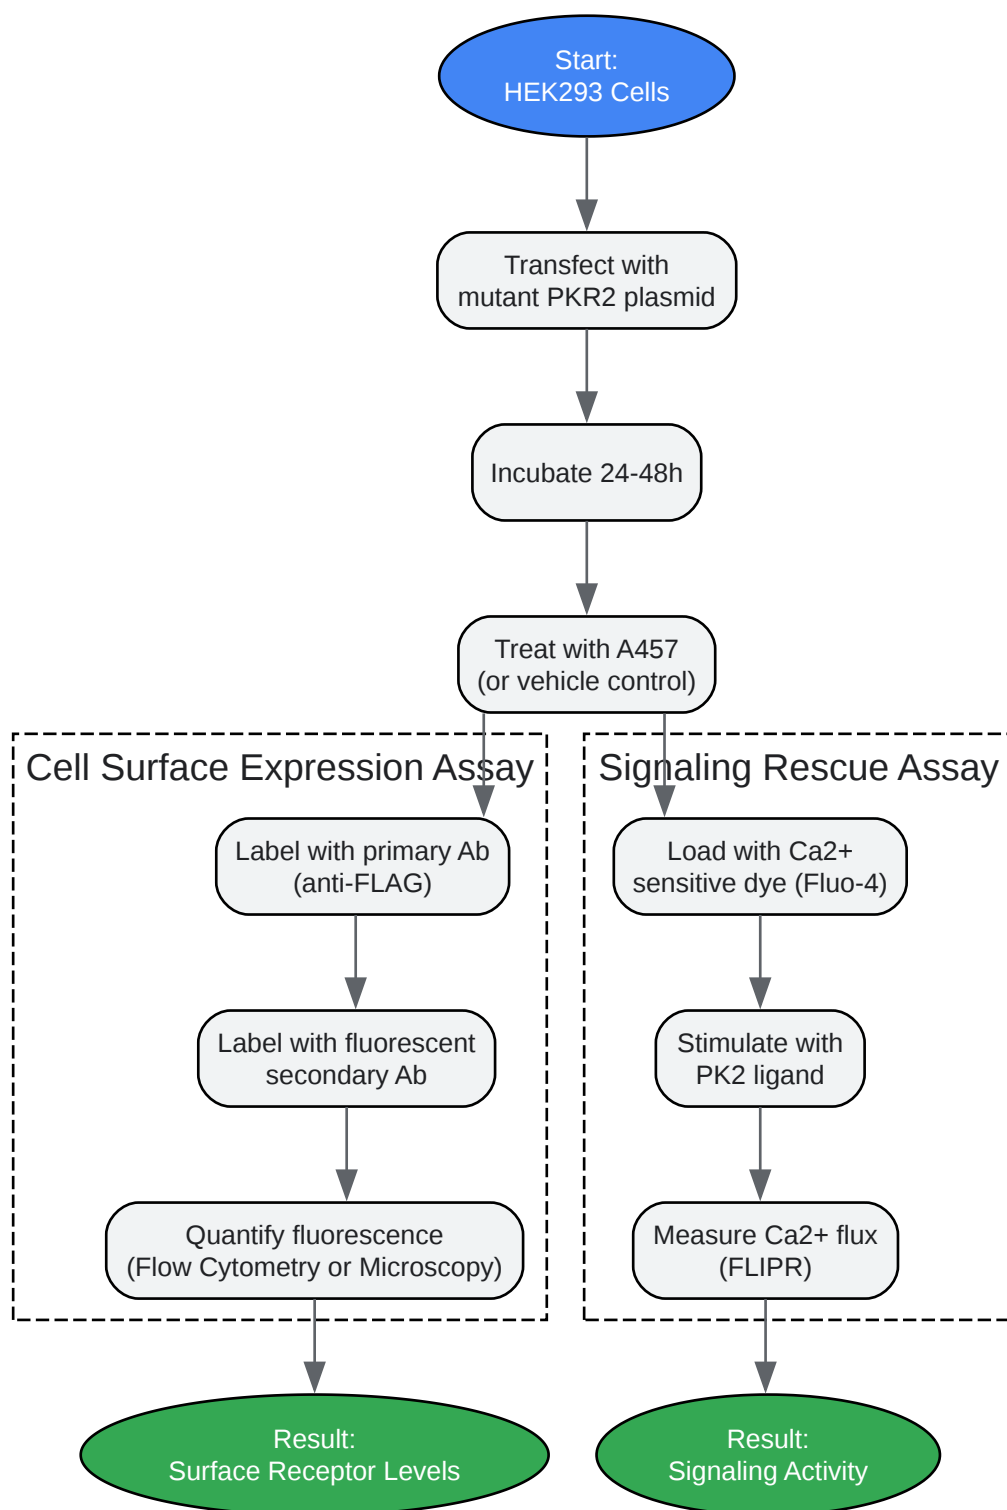 Start:
HEK293 Cells
Transfect with
mutant PKR2 plasmid
Incubate 24-48h
Treat with A457
(or vehicle control)
Cell Surface Expression Assay
Label with primary Ab
(anti-FLAG)
Label with fluorescent
secondary Ab
Quantify fluorescence
(Flow Cytometry or Microscopy)
Result:
Surface Receptor Levels
Signaling Rescue Assay
Load with Ca2+
sensitive dye (Fluo-4)
Stimulate with
PK2 ligand
Measure Ca2+ flux
(FLIPR)
Result:
Signaling Activity